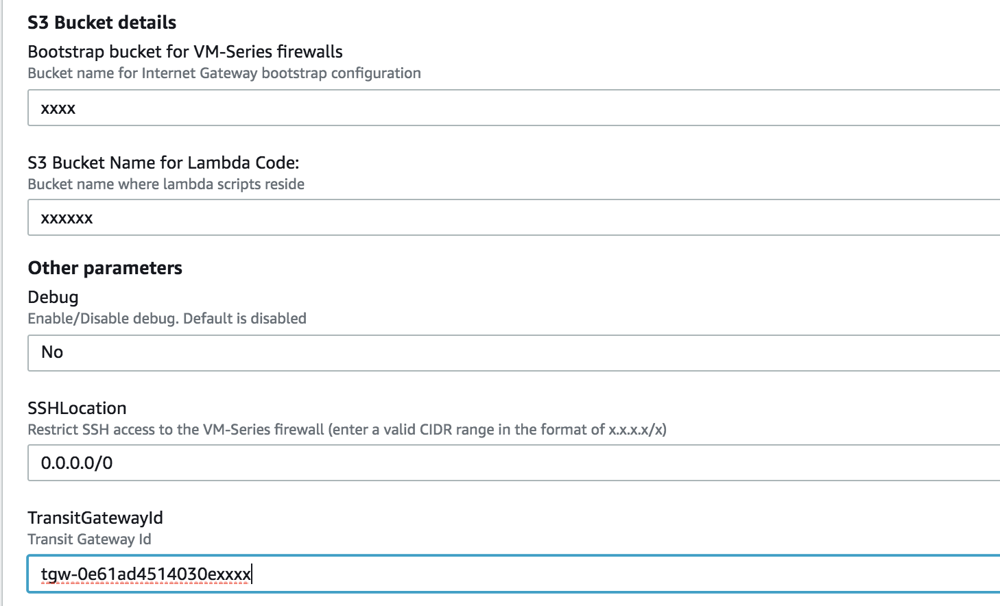 S3 Bucket details
Bootstrap bucket for VM-Series firewalls
Bucket name for Internet Gateway bootstrap configuration
xxxx
S3 Bucket Name for Lambda Code:
Bucket name where lambda scripts reside
xxxxxx
Other parameters
Debug
Enable/Disable debug. Default is disabled
No
SSHLocation
Restrict SSH access to the VM-Series firewall (enter a valid CIDR range in the format of x.x.x.x/x)
0.0.0.0/0
TransitGatewayId
Transit Gateway Id
tgw-0e61ad4514030exxxx